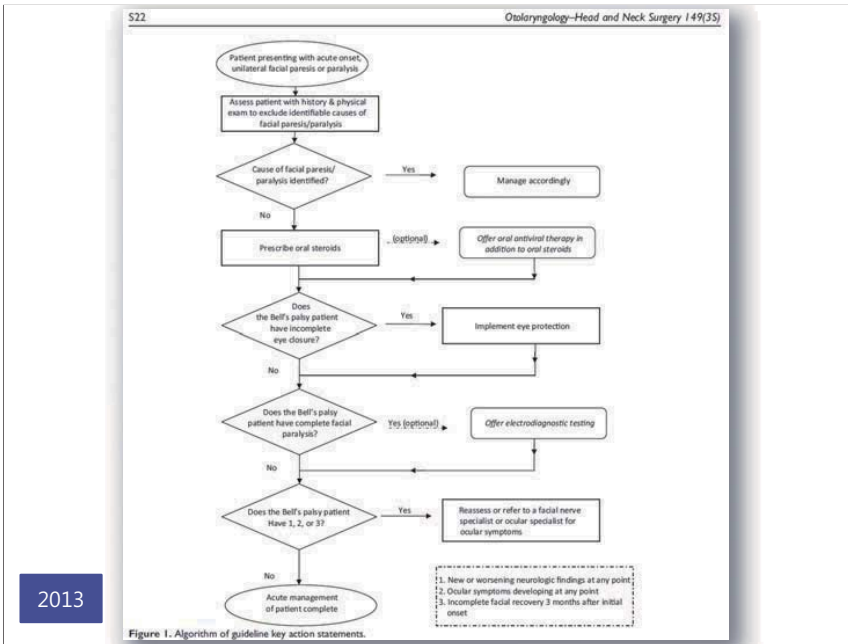 S22
Otolaryngology–Head and Neck Surgery 149(3S)
Patient presenting with acute onset,
unilateral facial paresis or paralysis
Assess patient with history & physical
exam to exclude identifiable causes of
facial paresis/paralysis
Cause of facial paresis/
paralysis identified?
Yes
Manage accordingly
No
Prescribe oral steroids
(optional)
Offer oral antiviral therapy in
addition to oral steroids
Does
the Bell's palsy patient
have incomplete
eye closure?
Yes
Implement eye protection
No
Does the Bell's palsy
patient have complete facial
paralysis?
Yes (optional)
Offer electrodiagnostic testing
No
Does the Bell's palsy patient
Have 1, 2, or 3?
Yes
Reassess or refer to a facial nerve
specialist or ocular specialist for
ocular symptoms
No
Acute management
of patient complete
1. New or worsening neurologic findings at any point
2. Ocular symptoms developing at any point
3. Incomplete facial recovery 3 months after initial
onset
2013
Figure 1. Algorithm of guideline key action statements.